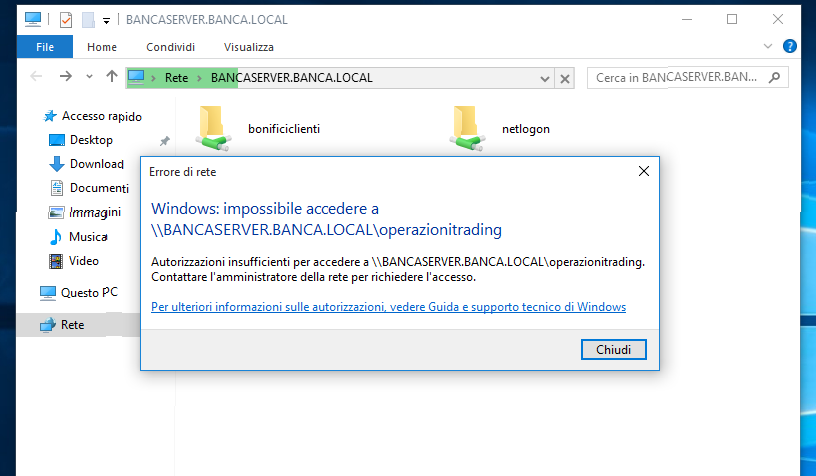 BANCASERVER.BANCA.LOCAL
File Home Condividi Visualizza
Rete BANCASERVER.BANCA.LOCAL Cerca in BANCASERVER.BAN...
Accesso rapido
Desktop
Download
Documenti
Immagini
Musica
Video
Questo PC
Rete
bonificiclienti netlogon
Errore di rete
Windows: impossibile accedere a
\\BANCASERVER.BANCA.LOCAL\operazionitrading
Autorizzazioni insufficienti per accedere a \\BANCASERVER.BANCA.LOCAL\operazionitrading.
Contattare l'amministratore della rete per richiedere l'accesso.
Per ulteriori informazioni sulle autorizzazioni, vedere Guida e supporto tecnico di Windows
Chiudi